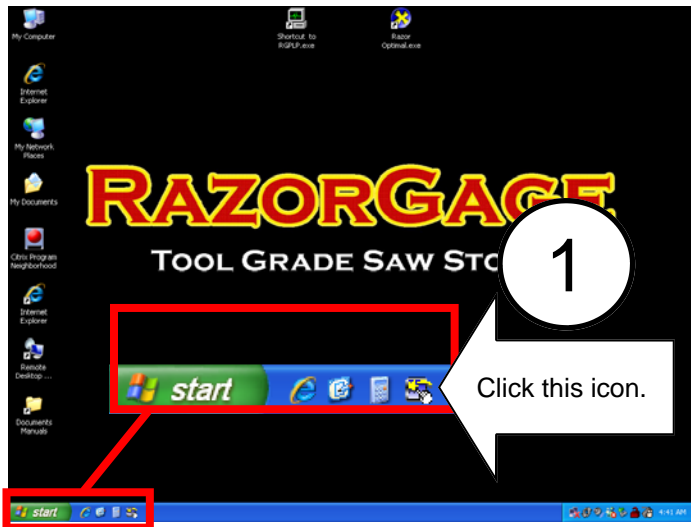 My Computer
Shortcut to
RGPLP.exe
Razor
Optimal.exe
Internet
Explorer
My Network
Places
My Documents
RAZORGAGE
TOOL GRADE SAW STO
1
Citrix Program
Neighborhood
Internet
Explorer
Remote
Desktop ...
start
Click this icon.
Documents
Manuals
start
4:41 AM